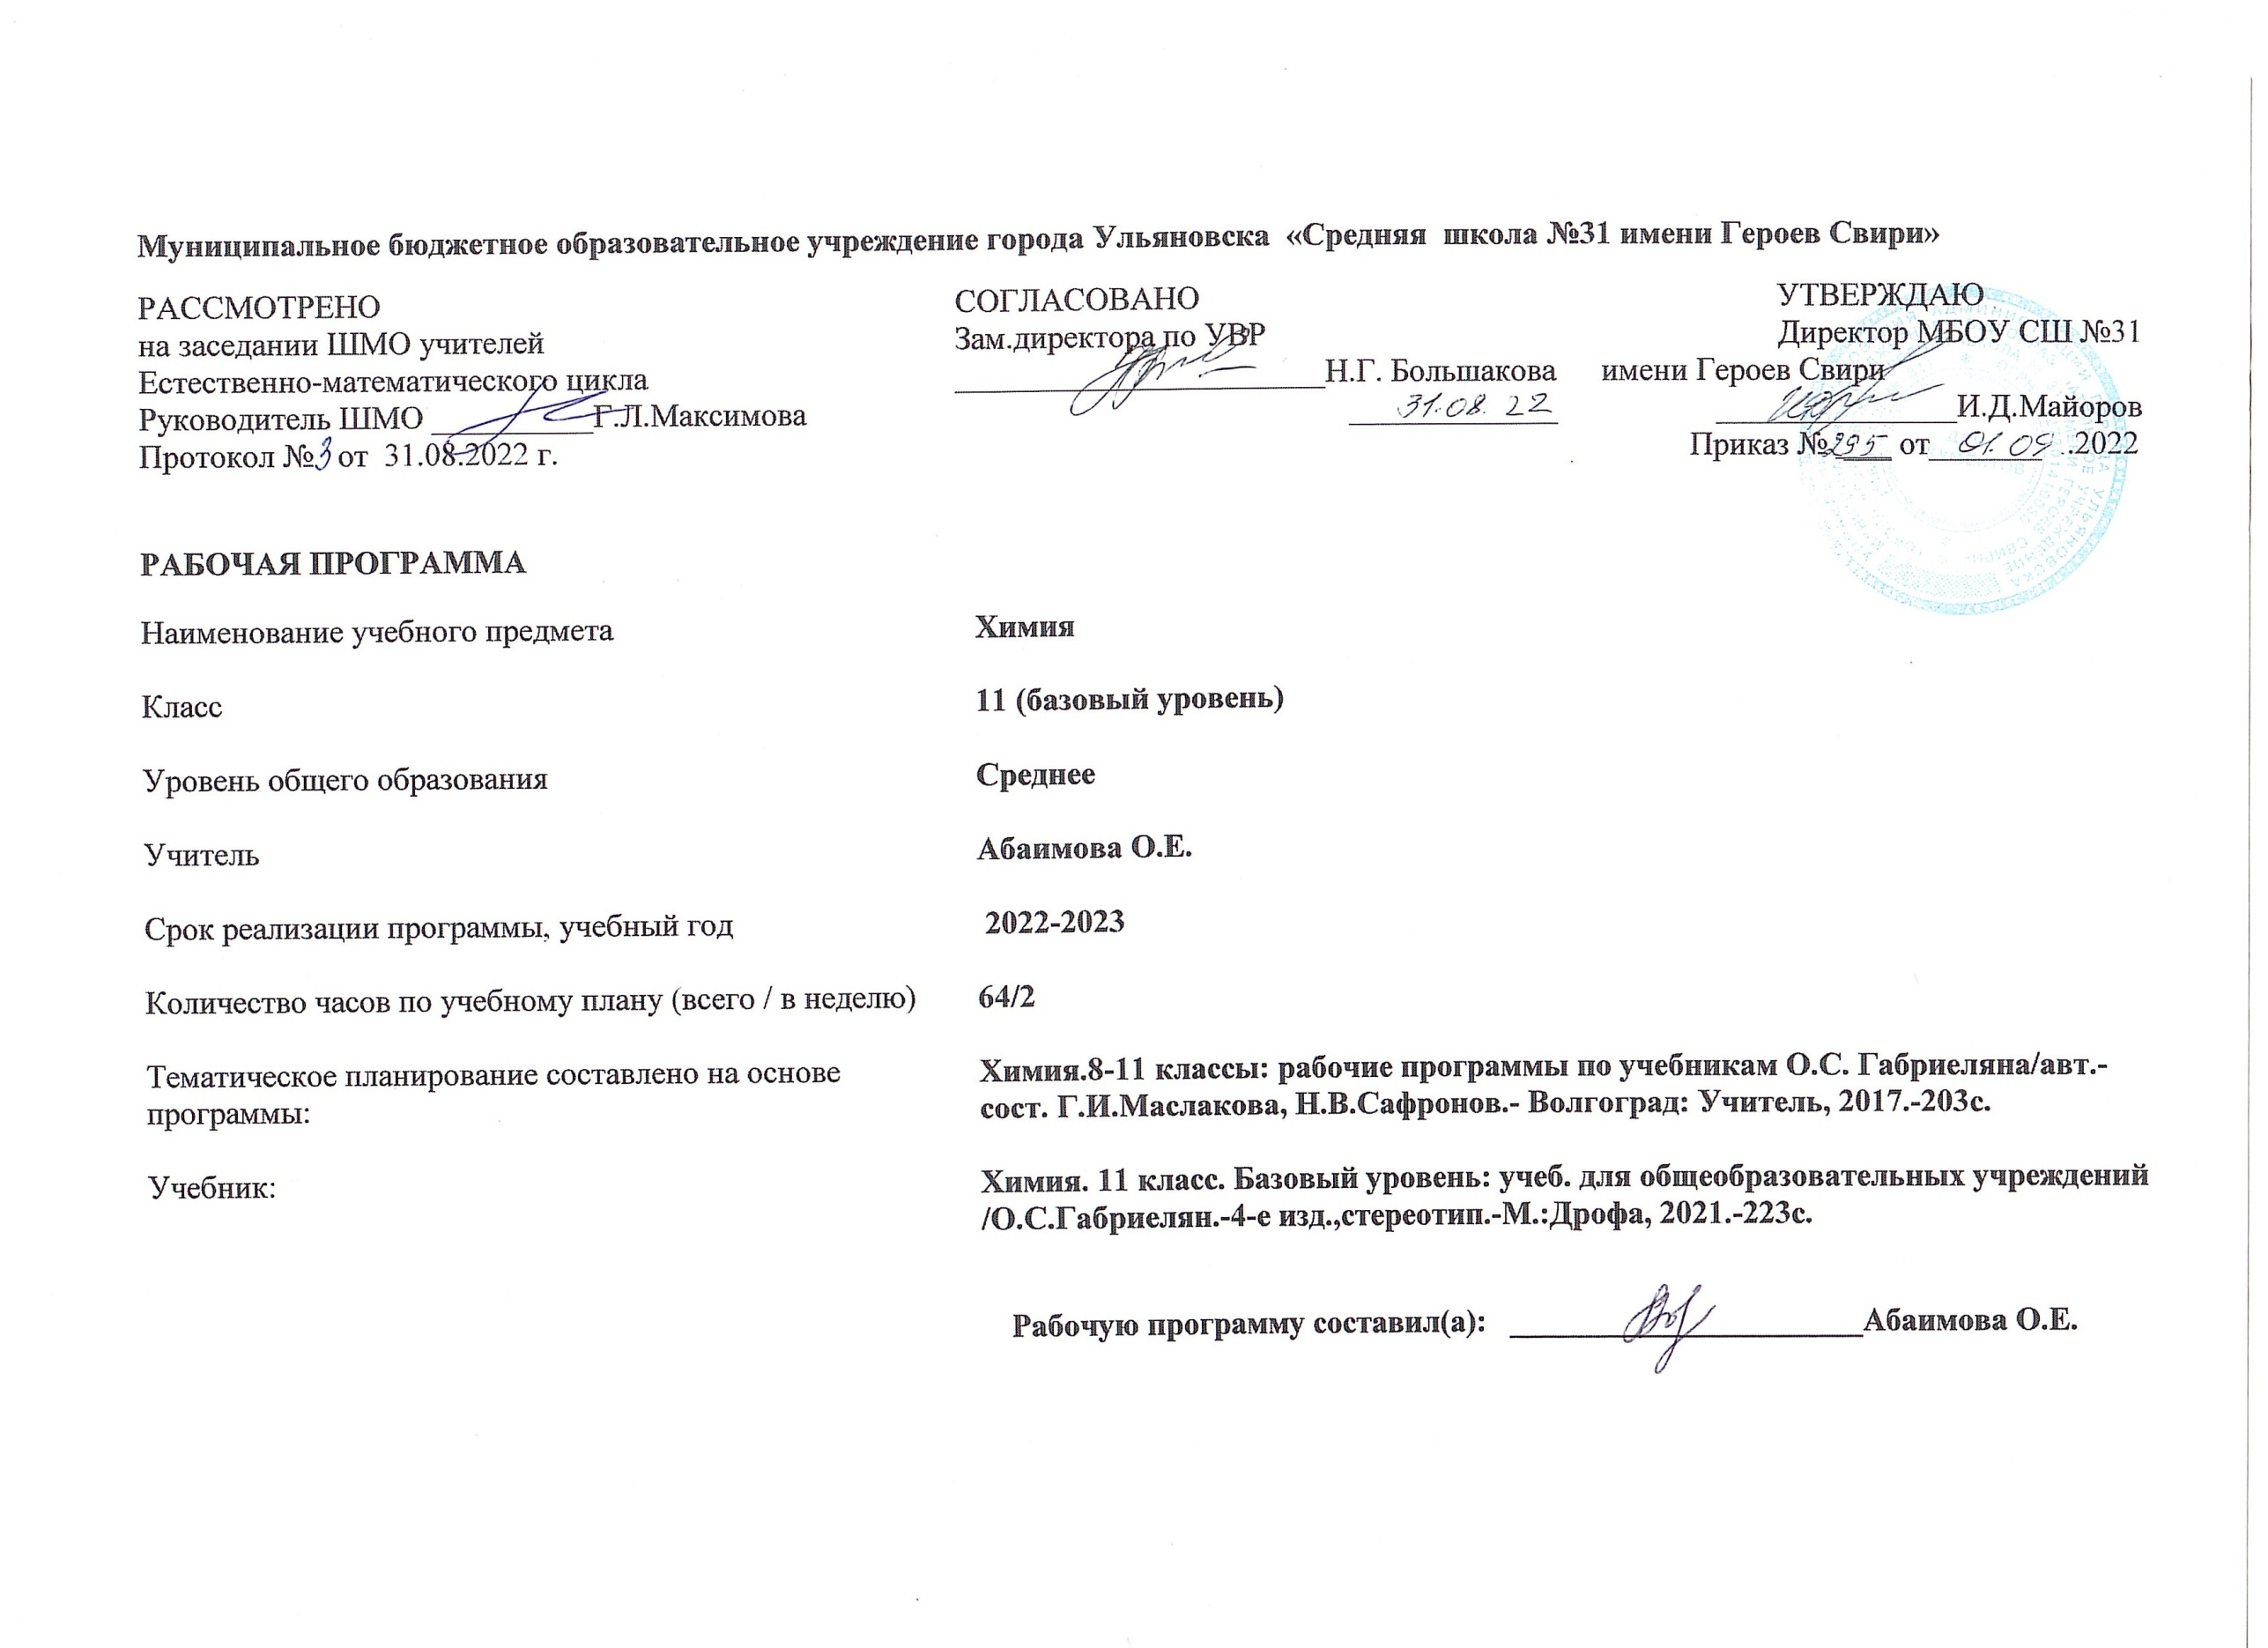 Муниципальное бюджетное образовательное учреждение города Ульяновска «Средняя школа №31 имени Героев Свири»
РАССМОТРЕНО
на заседании ШМО учителей
Естественно-математического цикла
Руководитель ШМО ____________Г.Л.Максимова
Протокол №3 от 31.08.2022 г.
СОГЛАСОВАНО
Зам.директора по УВР
____________Н.Г. Большакова
31.08.22
УТВЕРЖДАЮ
Директор МБОУ СШ №31
имени Героев Свири
____________И.Д.Майоров
Приказ №295 от 01.09 .2022
РАБОЧАЯ ПРОГРАММА
Наименование учебного предмета Химия
Класс 11 (базовый уровень)
Уровень общего образования Среднее
Учитель Абаимова О.Е.
Срок реализации программы, учебный год 2022-2023
Количество часов по учебному плану (всего / в неделю) 64/2
Тематическое планирование составлено на основе
программы:
Химия.8-11 классы: рабочие программы по учебникам О.С. Габриеляна/авт.-
сост. Г.И.Маслакова, Н.В.Сафронов.- Волгоград: Учитель, 2017.-203с.
Учебник:
Химия. 11 класс. Базовый уровень: учеб. для общеобразовательных учреждений
/О.С.Габриелян.-4-е изд.,стереотип.-М.:Дрофа, 2021.-223с.
Рабочую программу составил(а): ____________Абаимова О.Е.